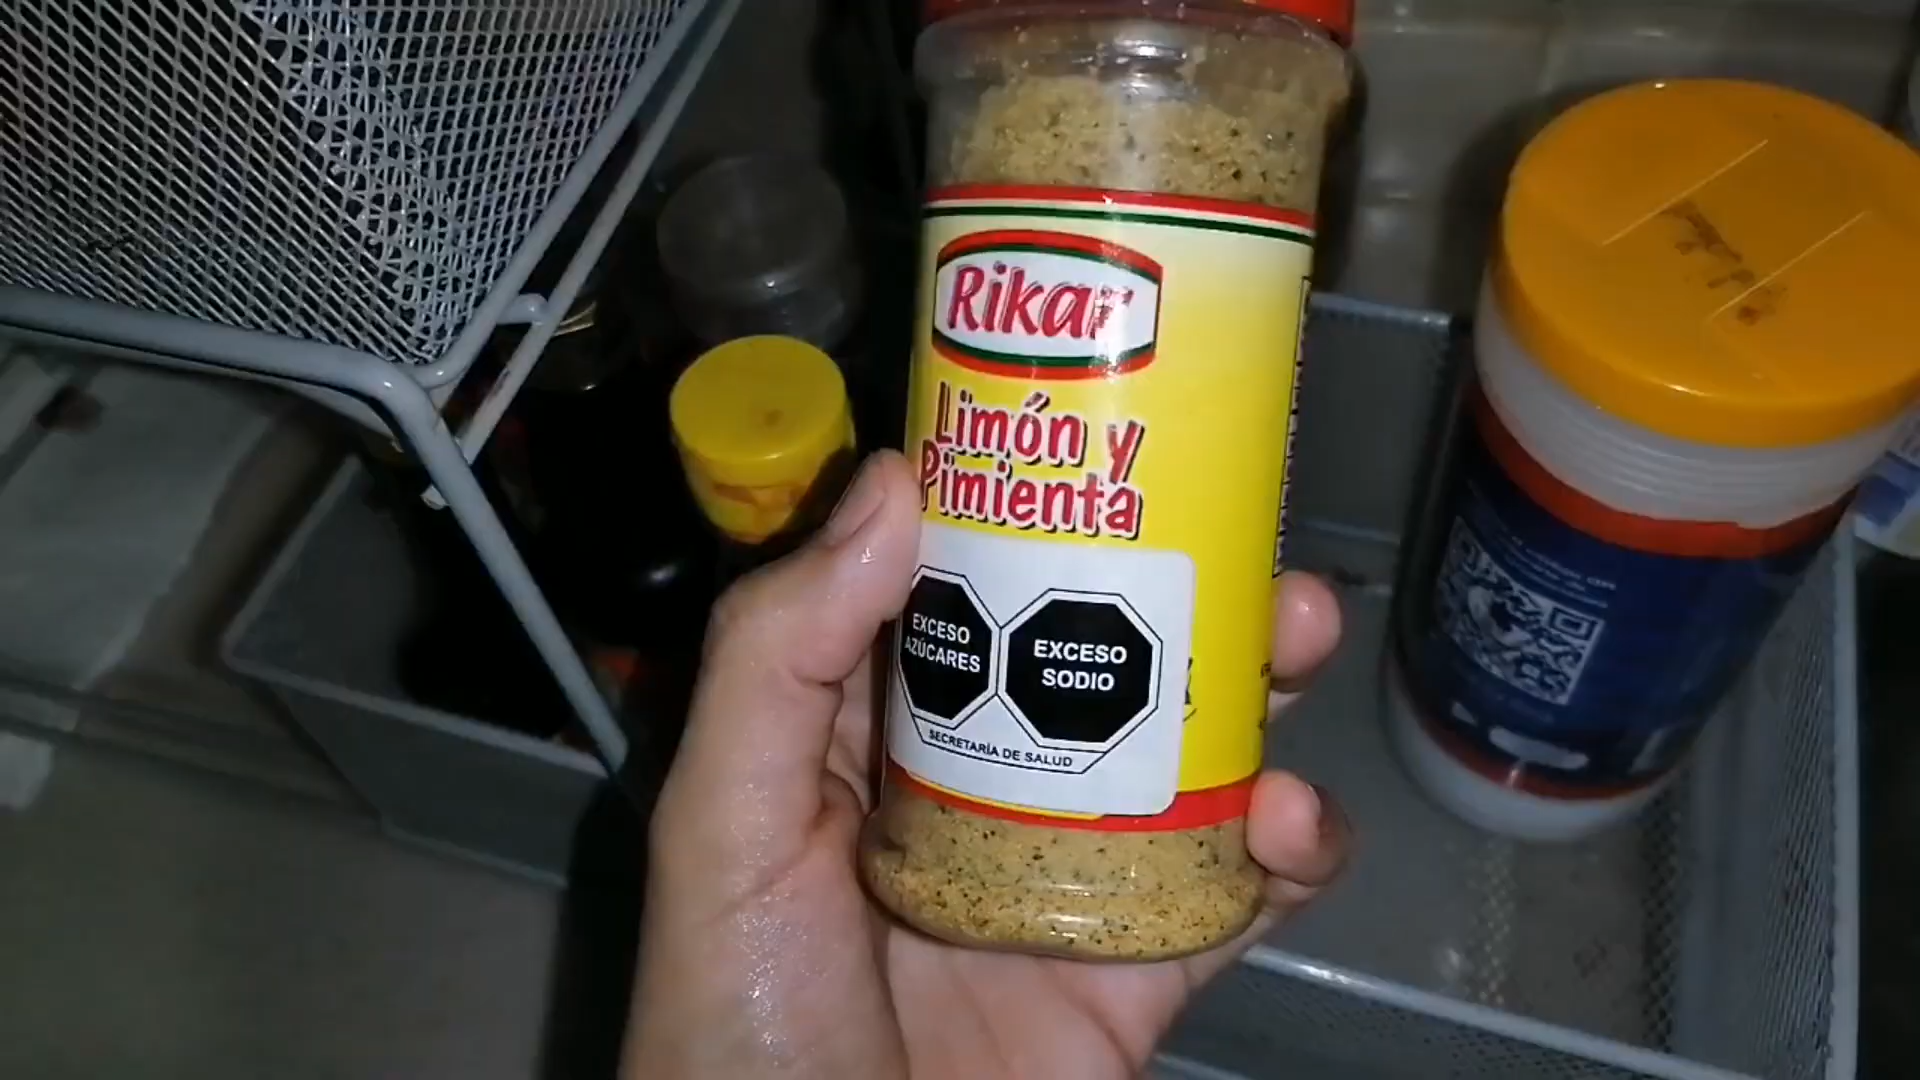 Rikar
Limón y
Pimienta
EXCESO
AZÚCARES
EXCESO
SODIO
SECRETARÍA DE SALUD